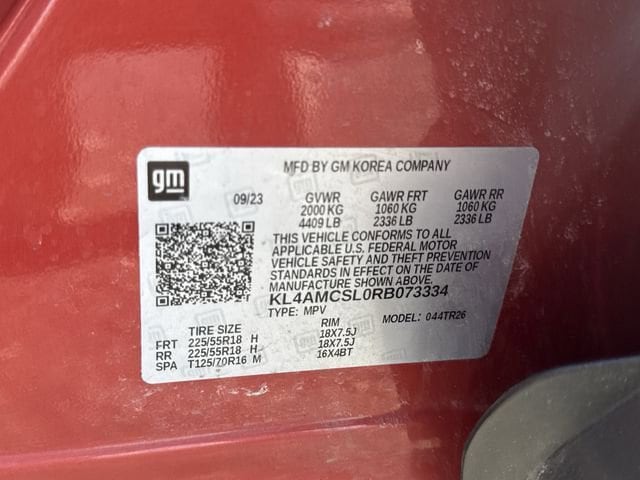 gm
MFD BY GM KOREA COMPANY
09/23 GVWR GAWR FRT GAWR RR
2000 KG 1060 KG 1060 KG
4409 LB 2336 LB 2336 LB
THIS VEHICLE CONFORMS TO ALL
APPLICABLE U.S. FEDERAL MOTOR
VEHICLE SAFETY AND THEFT PREVENTION
STANDARDS IN EFFECT ON THE DATE OF
MANUFACTURE SHOWN ABOVE.
KL4AMCSL0RB073334
TYPE: MPV MODEL: 044TR26
TIRE SIZE RIM
FRT 225/55R18 H 18X7.5J
RR 225/55R18 H 18X7.5J
SPA T125/70R16 M 16X4BT